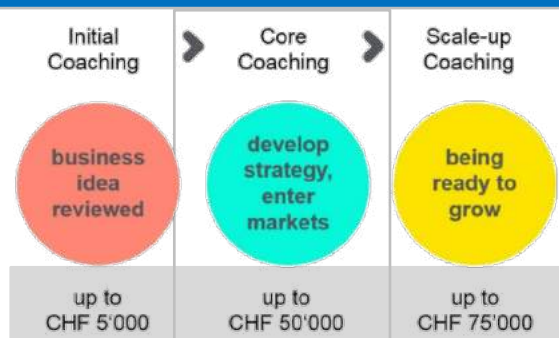 Initial
Coaching
Core
Coaching
Scale-up
Coaching
business
idea
reviewed
develop
strategy,
enter
markets
being
ready to
grow
up to
CHF 5‘000
up to
CHF 50‘000
up to
CHF 75’000